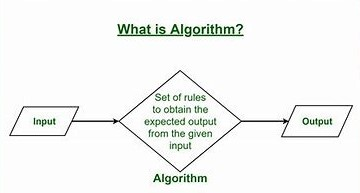 What is Algorithm?
Input
Set of rules
to obtain the
expected output
from the given
input
Output
Algorithm